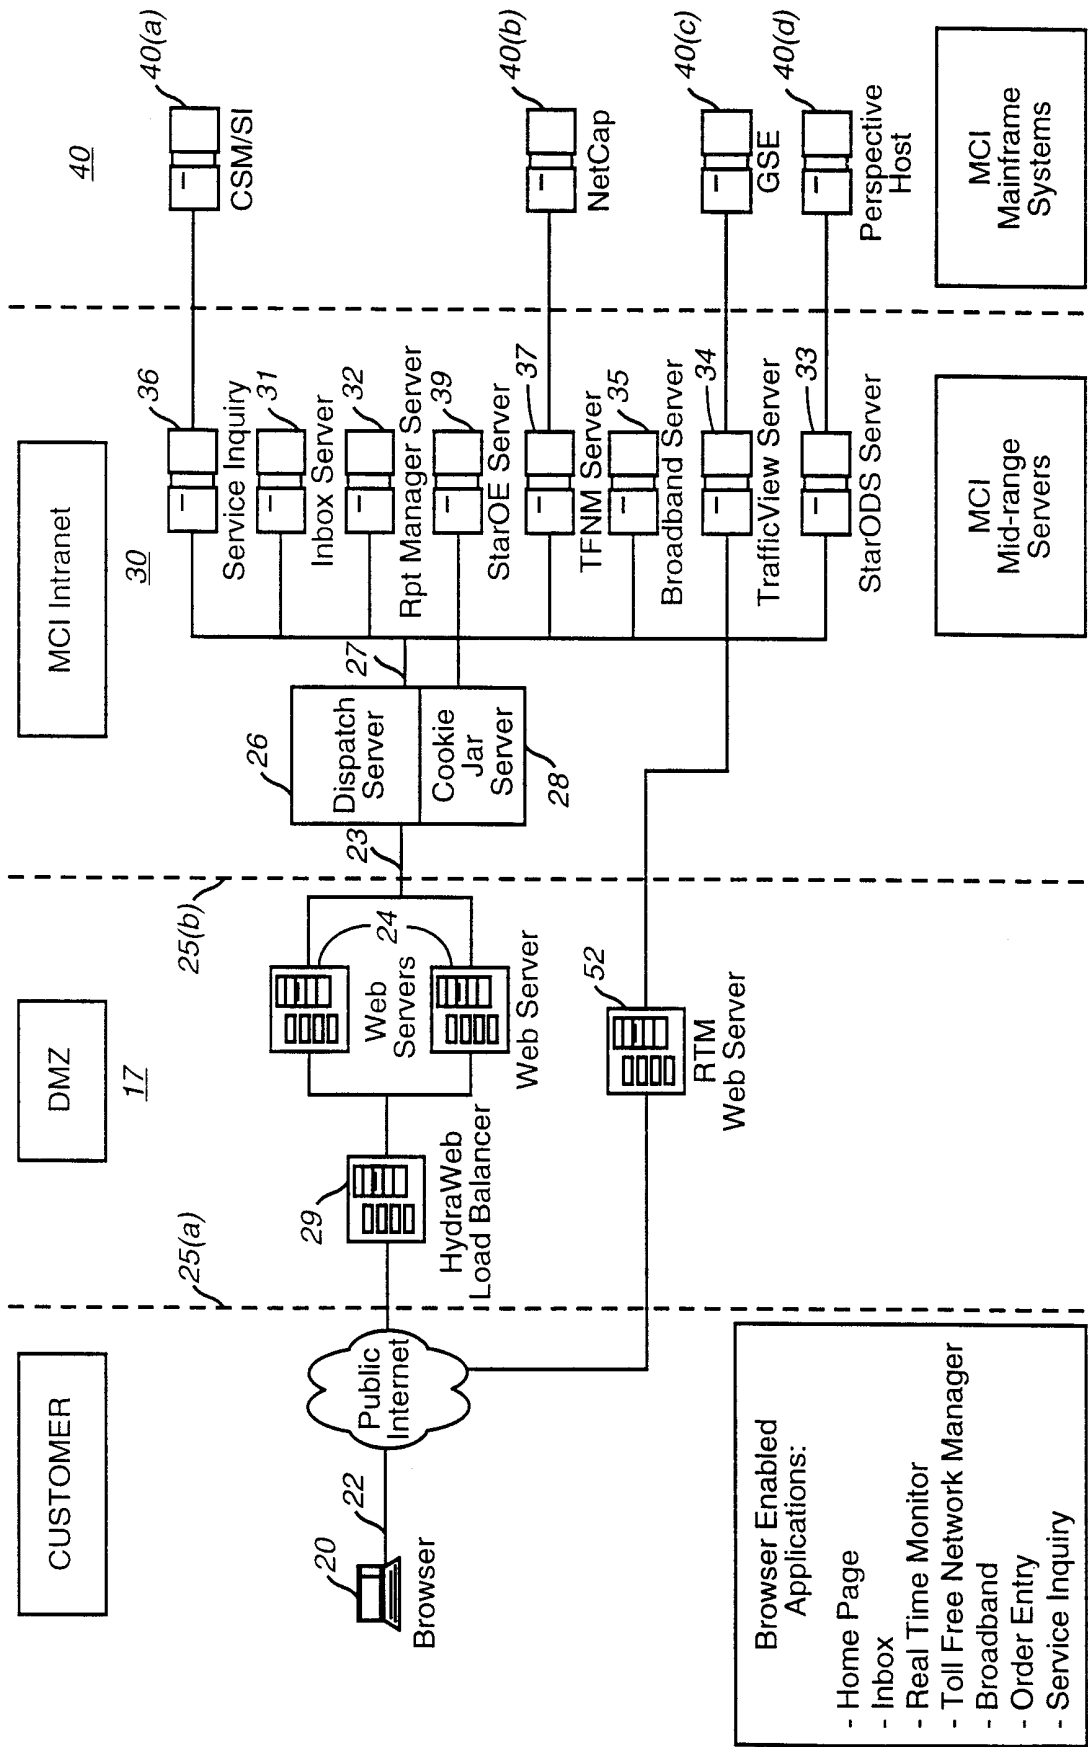 CUSTOMER
DMZ
MCI Intranet
17
30
40
25(a)
25(b)
20
22
Browser
Public
Internet
29
HydraWeb
Load Balancer
Web
Servers
24
Web Server
52
RTM
Web Server
23
26
Dispatch
Server
Cookie
Jar
Server
28
27
36
Service Inquiry
31
Inbox Server
32
Rpt Manager Server
39
StarOE Server
37
TFNM Server
35
Broadband Server
34
TrafficView Server
33
StarODS Server
40(a)
CSM/SI
40(b)
NetCap
40(c)
GSE
40(d)
Perspective
Host
Browser Enabled
Applications:
- Home Page
- Inbox
- Real Time Monitor
- Toll Free Network Manager
- Broadband
- Order Entry
- Service Inquiry
MCI
Mid-range
Servers
MCI
Mainframe
Systems